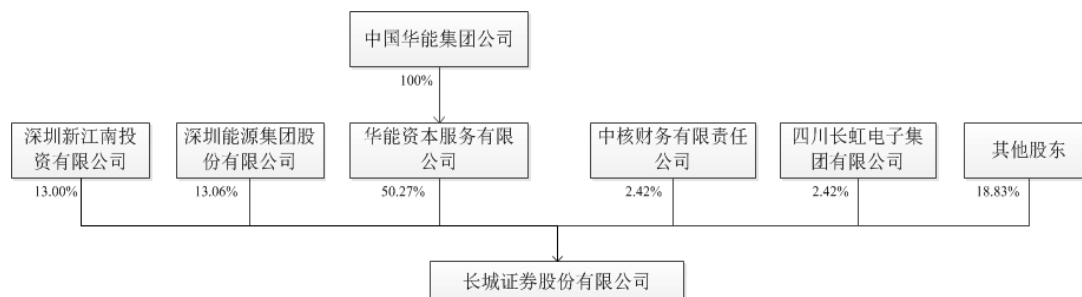 中国华能集团公司
100%
深圳新江南投
资有限公司
深圳能源集团股
份有限公司
华能资本服务有限
公司
中核财务有限责任
公司
四川长虹电子集
团有限公司
其他股东
13.00%
13.06%
50.27%
2.42%
2.42%
18.83%
长城证券股份有限公司